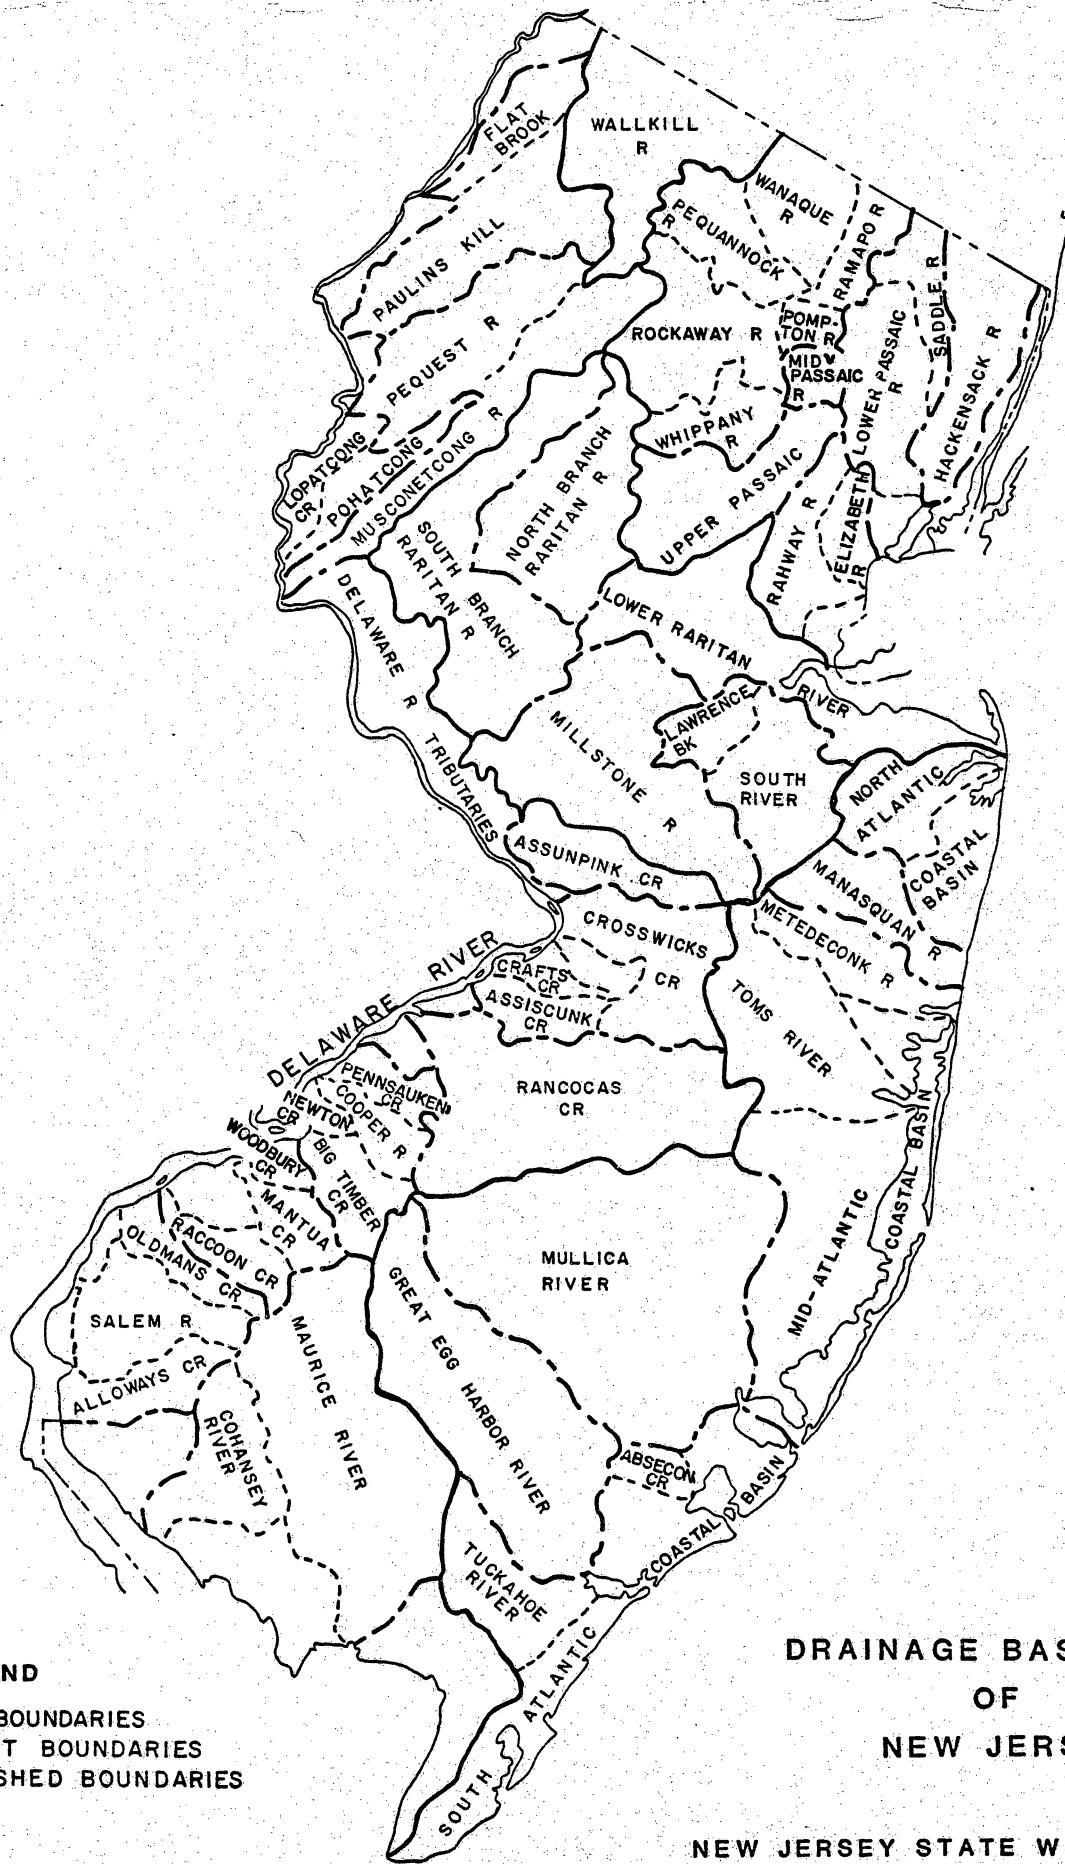 FLAT
BROOK
WALLKILL
R
WANAQUE
R
PEQUANNOCK
R
RAMAPO R
PAULINS KILL
SADDLE R
PEQUEST R
ROCKAWAY R
POMP-
TON R
MID
PASSAIC
R
LOWER PASSAIC
R
HACKENSACK R
WHIPPANY
R
LOPATCONG
CR
POHATCONG
MUSCONETCONG R
NORTH BRANCH
RARITAN R
UPPER PASSAIC
SOUTH BRANCH
RARITAN R
RAHWAY R
ELIZABETH
R
DELAWARE R
TRIBUTARIES
LOWER RARITAN
RIVER
LAWRENCE
BK
MILLSTONE R
SOUTH
RIVER
NORTH
ATLANTIC
COASTAL
BASIN
ASSUNPINK CR
MANASQUAN R
METEDECONK R
CROSSWICKS
CR
DELAWARE RIVER
CRAFTS
CR
ASSISCUNK
CR
TOMS RIVER
RANCOCAS
CR
PENNSAUKEN
CR
COOPER R
NEWTON
CR
BIG TIMBER
CR
WOODBURY
CR
MANTUA
CR
RACCOON CR
OLDMANS CR
MULLICA
RIVER
MID-ATLANTIC
COASTAL BASIN
SALEM R
GREAT EGG HARBOR RIVER
MAURICE RIVER
ALLOWAYS CR
COHANSEY
RIVER
ABSECON
CR
TUCKAHOE
RIVER
SOUTH ATLANTIC COASTAL BASIN
ND
BOUNDARIES
T BOUNDARIES
SHED BOUNDARIES
DRAINAGE BAS
OF
NEW JERS
NEW JERSEY STATE W